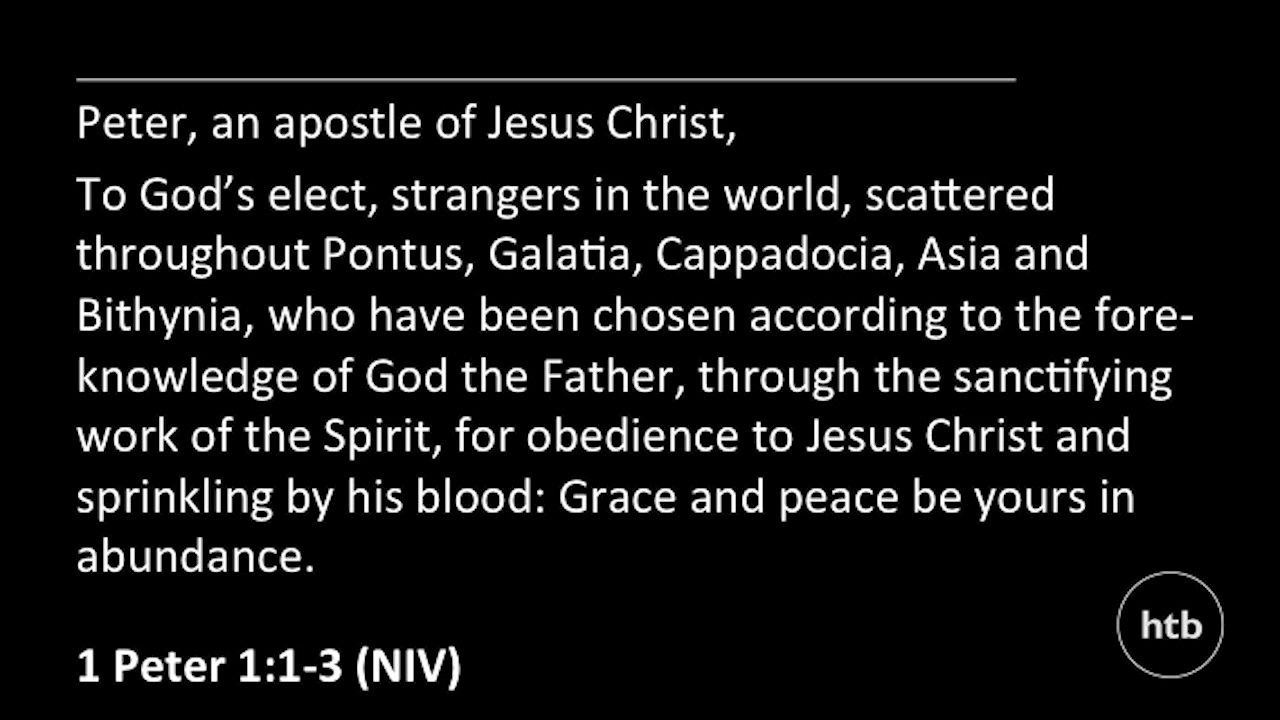 Peter, an apostle of Jesus Christ,
To God’s elect, strangers in the world, scattered
throughout Pontus, Galatia, Cappadocia, Asia and
Bithynia, who have been chosen according to the fore-
knowledge of God the Father, through the sanctifying
work of the Spirit, for obedience to Jesus Christ and
sprinkling by his blood: Grace and peace be yours in
abundance.
htb
1 Peter 1:1-3 (NIV)